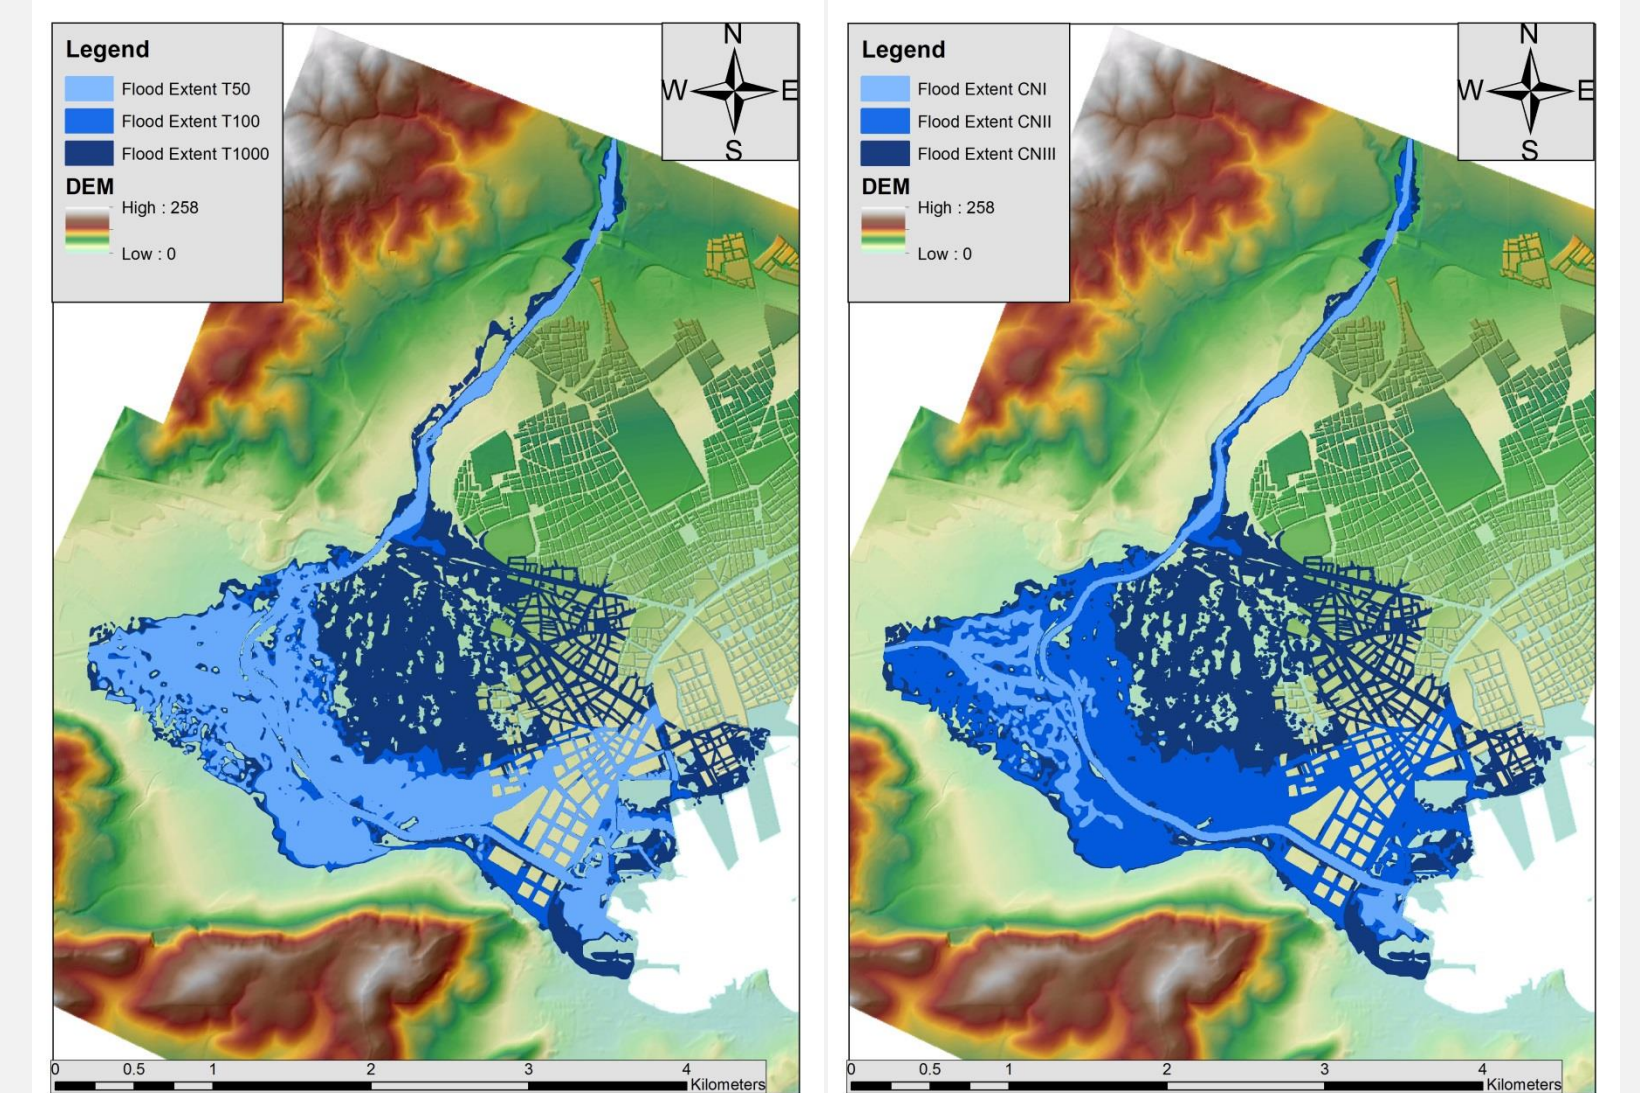 Legend
Flood Extent T50
Flood Extent T100
Flood Extent T1000
DEM
High : 258
Low : 0
N
W E
S
0 0.5 1 2 3 4
Kilometers
Legend
Flood Extent CNI
Flood Extent CNII
Flood Extent CNIII
DEM
High : 258
Low : 0
N
W E
S
0 0.5 1 2 3 4
Kilometers